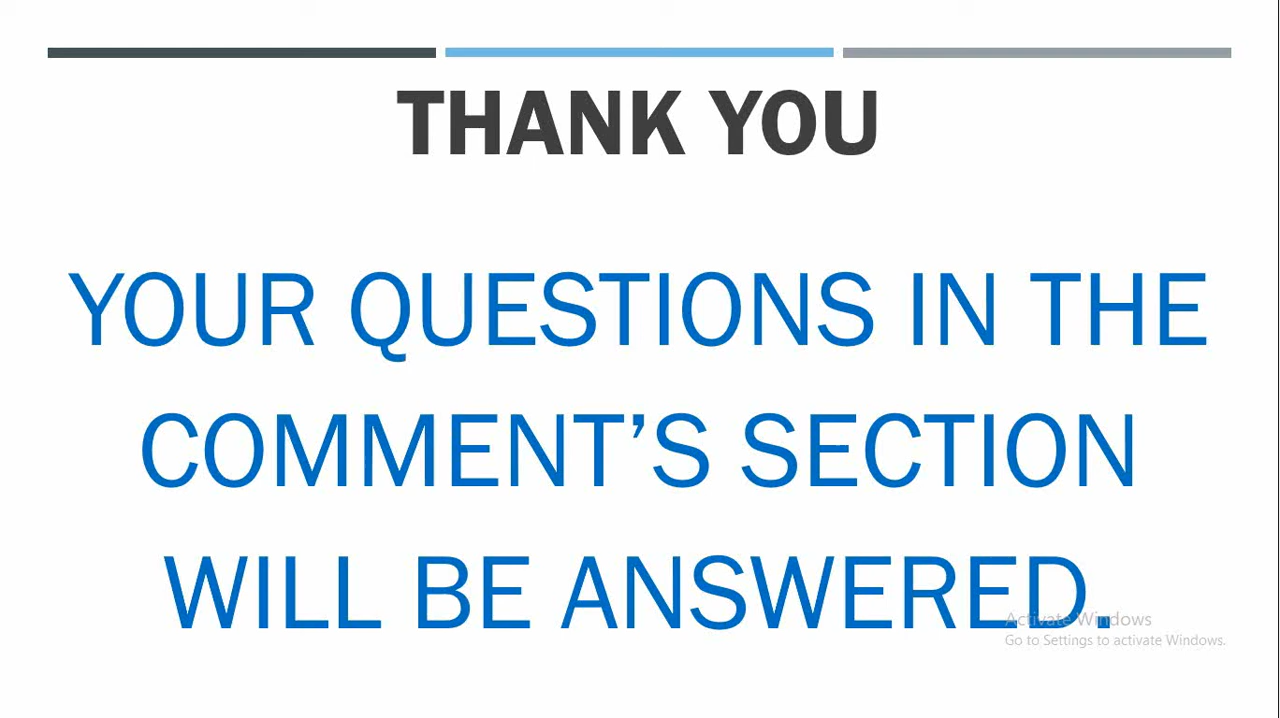 THANK YOU
YOUR QUESTIONS IN THE
COMMENT’S SECTION
WILL BE ANSWERED.
Activate Windows
Go to Settings to activate Windows.